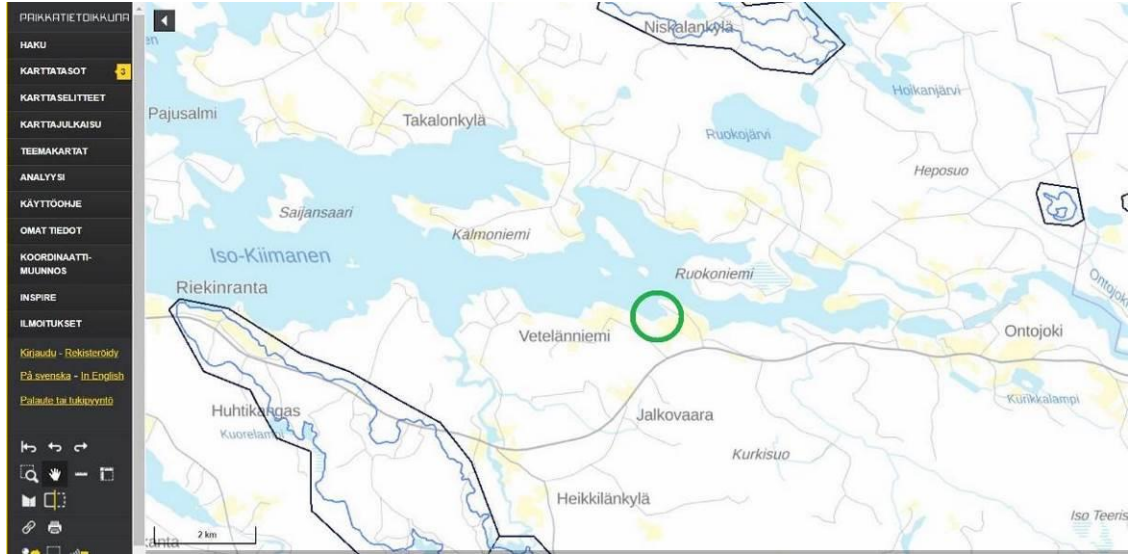 PAIKKATIETOIKKUNA
HAKU
KARTTATASOT 3
KARTTASELITTEET
KARTTAJULKAISU
TEEMAKARTAT
ANALYYSI
KÄYTTÖOHJE
OMAT TIEDOT
KOORDINAATTI-
MUUNNOS
INSPIRE
ILMOITUKSET
Kirjaudu - Rekisteröidy
På svenska - In English
Palaute tai tukipyyntö
Niskalankylä
Hoikanjärvi
Pajusalmi
Takalonkylä
Ruokojärvi
Heposuo
Saijansaari
Kalmoniemi
Iso-Kiimanen
Ruokoniemi
Riekinranta
Vetelänniemi
Ontojoki
Kurikkalampi
Huhtikangas
Kuorelampi
Jalkovaara
Kurkisuo
Heikkilänkylä
Iso Teeris
2 km